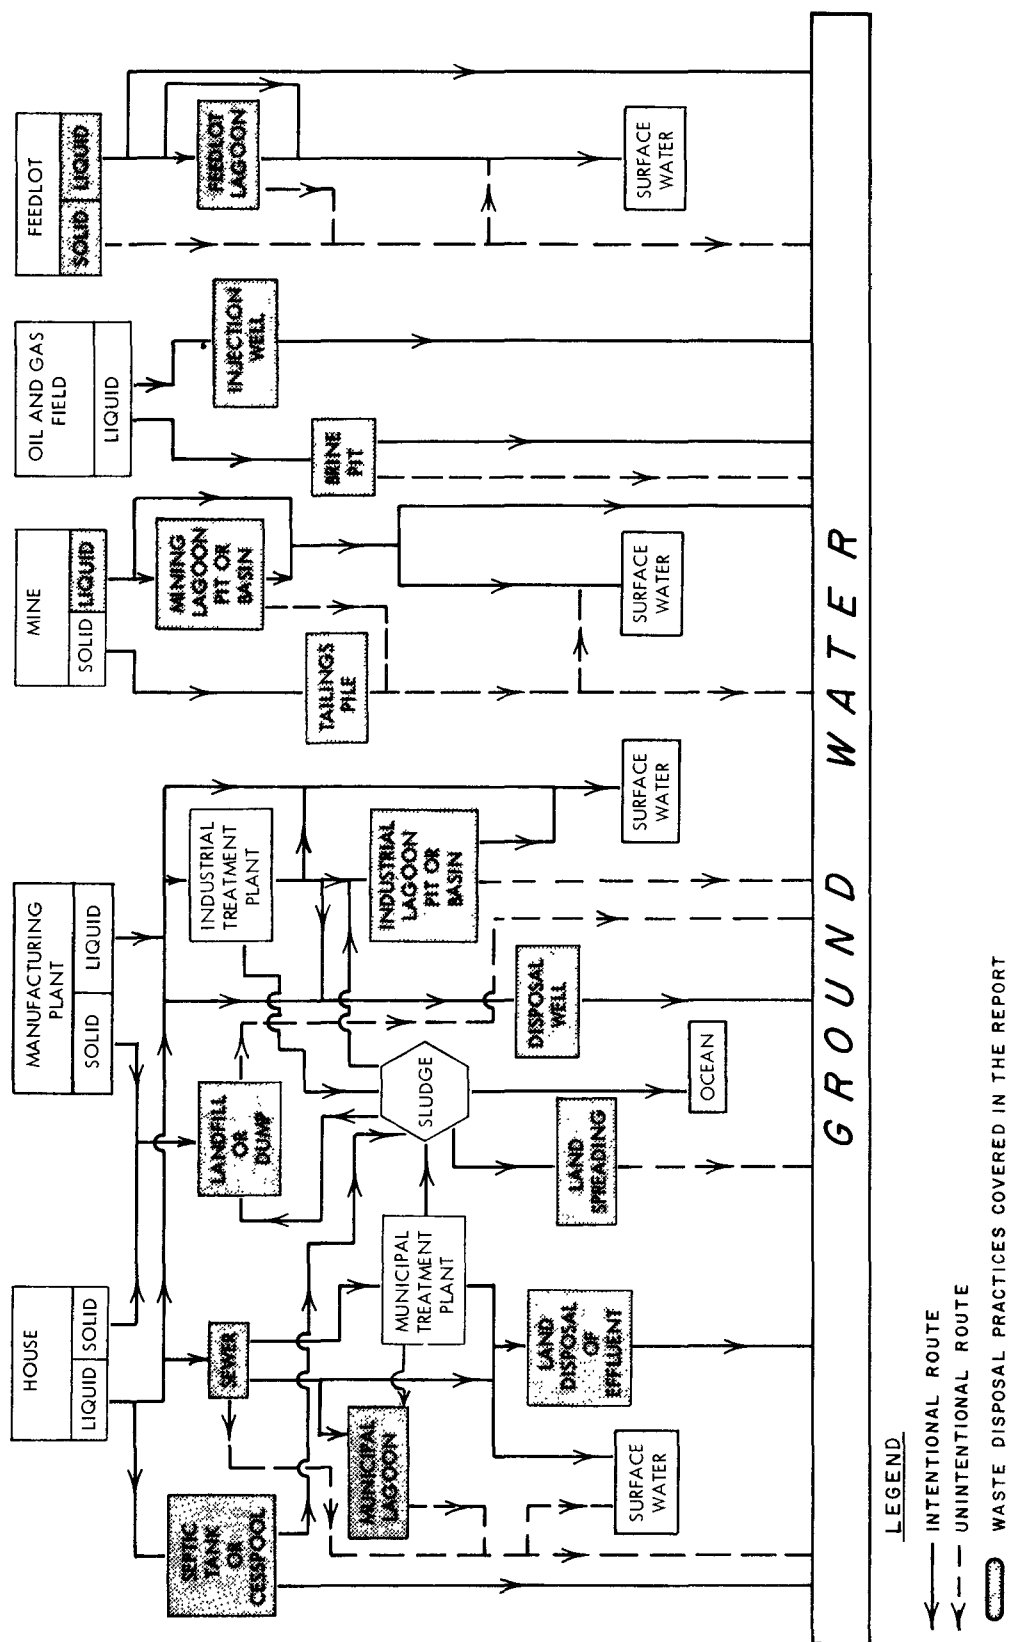 HOUSE
LIQUID
SOLID
MANUFACTURING
PLANT
SOLID
LIQUID
MINE
SOLID
LIQUID
OIL AND GAS
FIELD
LIQUID
FEEDLOT
SOLID
LIQUID
SEPTIC
TANK
OR
CESSPOOL
SEWER
LANDFILL
OR
DUMP
INDUSTRIAL
TREATMENT
PLANT
MINING
LAGOON
PIT OR
BASIN
INJECTION
WELL
FEEDLOT
LAGOON
MUNICIPAL
LAGOON
MUNICIPAL
TREATMENT
PLANT
SLUDGE
INDUSTRIAL
LAGOON
PIT OR
BASIN
TAILINGS
PILE
BRINE
PIT
LAND
DISPOSAL
OF
EFFLUENT
LAND
SPREADING
DISPOSAL
WELL
SURFACE
WATER
OCEAN
SURFACE
WATER
SURFACE
WATER
SURFACE
WATER
GROUND WATER
LEGEND
INTENTIONAL ROUTE
UNINTENTIONAL ROUTE
WASTE DISPOSAL PRACTICES COVERED IN THE REPORT